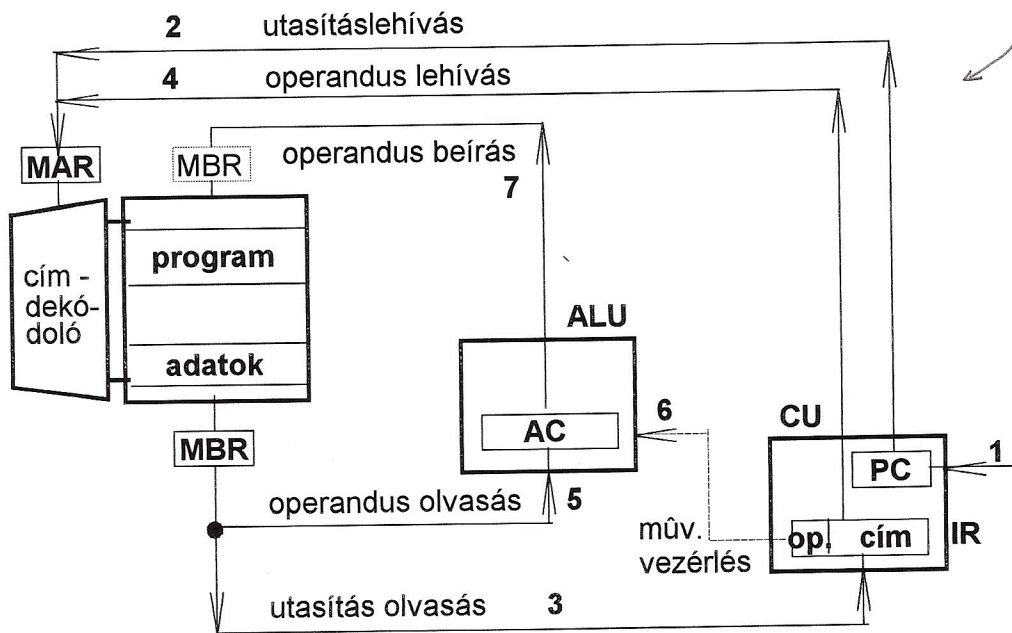 2 utasításlehívás
4 operandus lehívás
MAR
MBR
operandus beírás
7
program
cím -
dekó-
doló
adatok
ALU
AC
6
CU
1
PC
MBR
operandus olvasás 5
műv.
vezérlés
op. cím
IR
utasítás olvasás 3